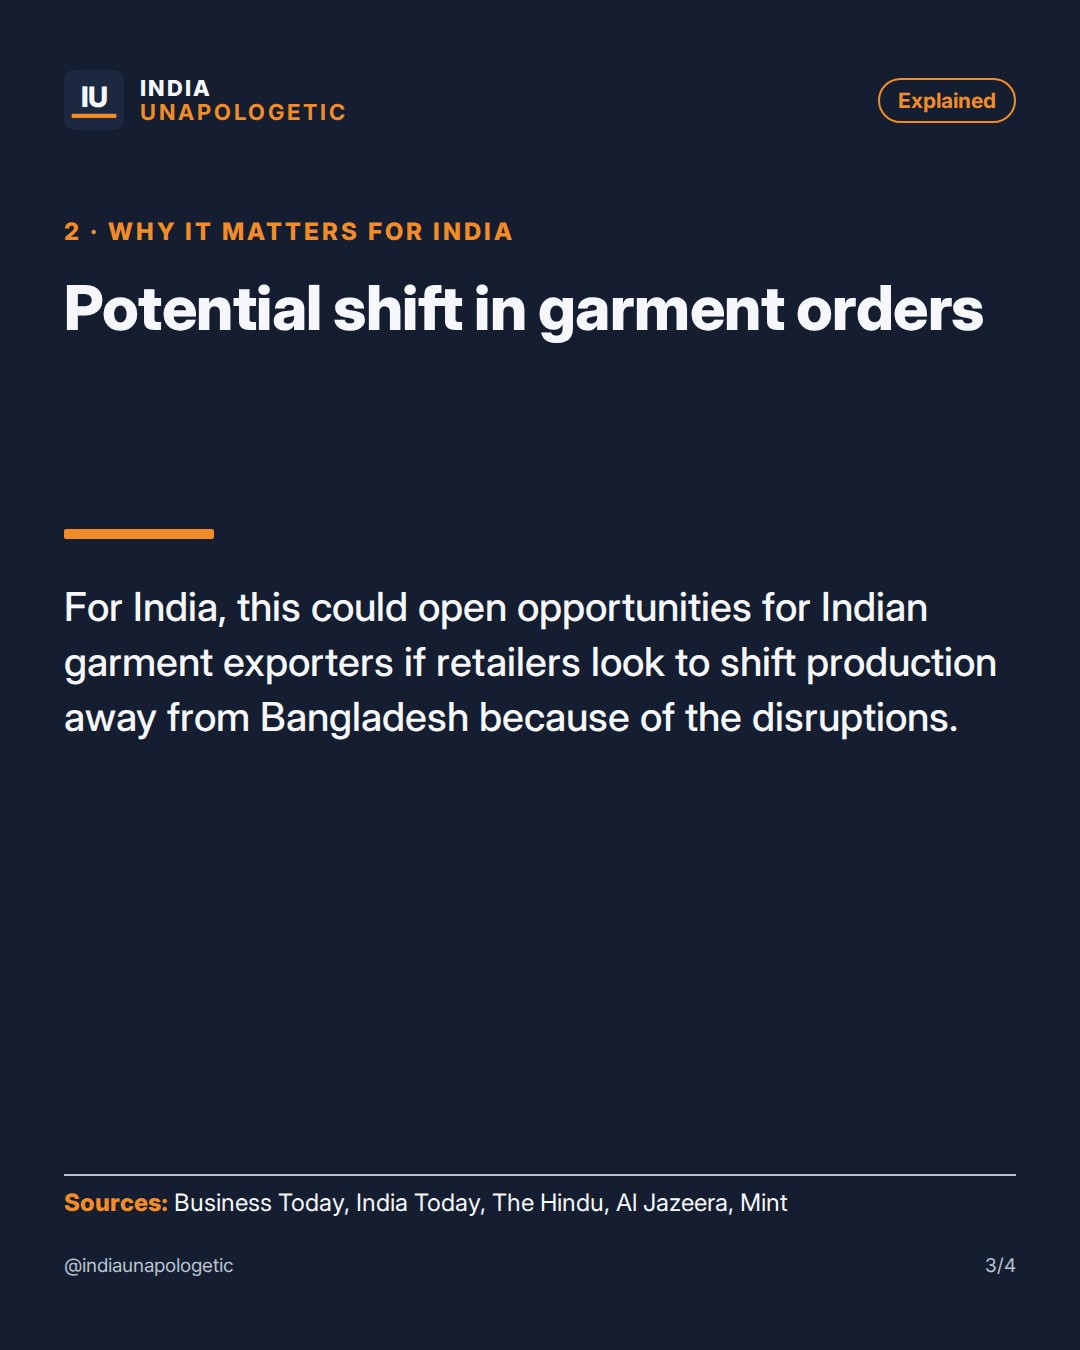 IU
INDIA
UNAPOLOGETIC
Explained
2 · WHY IT MATTERS FOR INDIA
Potential shift in garment orders
For India, this could open opportunities for Indian
garment exporters if retailers look to shift production
away from Bangladesh because of the disruptions.
Sources: Business Today, India Today, The Hindu, Al Jazeera, Mint
@indiaunapologetic
3/4